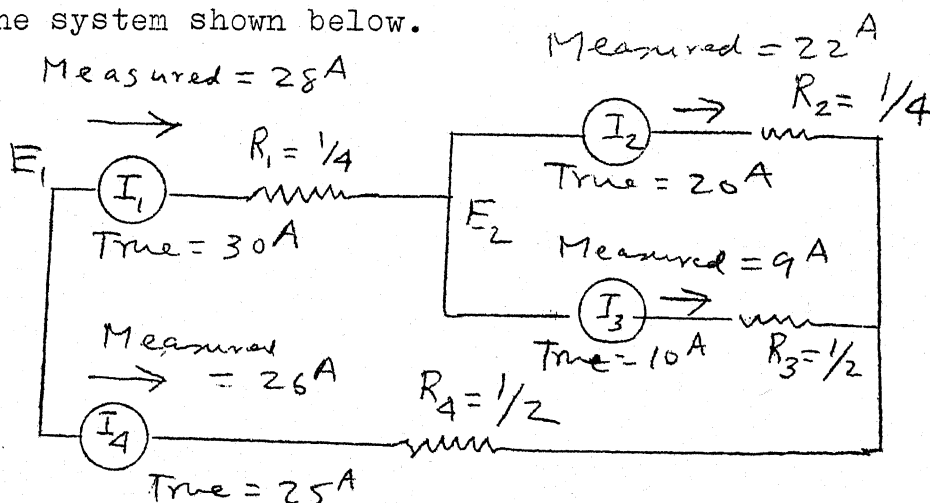 ne system shown below.
Measured = 28A
Measured = 22A
R2 = 1/4
E1
I1
R1 = 1/4
True = 30A
I2
True = 20A
E2
Measured = 9A
I3
True = 10A
R3 = 1/2
Measured
= 26A
I4
R4 = 1/2
True = 25A